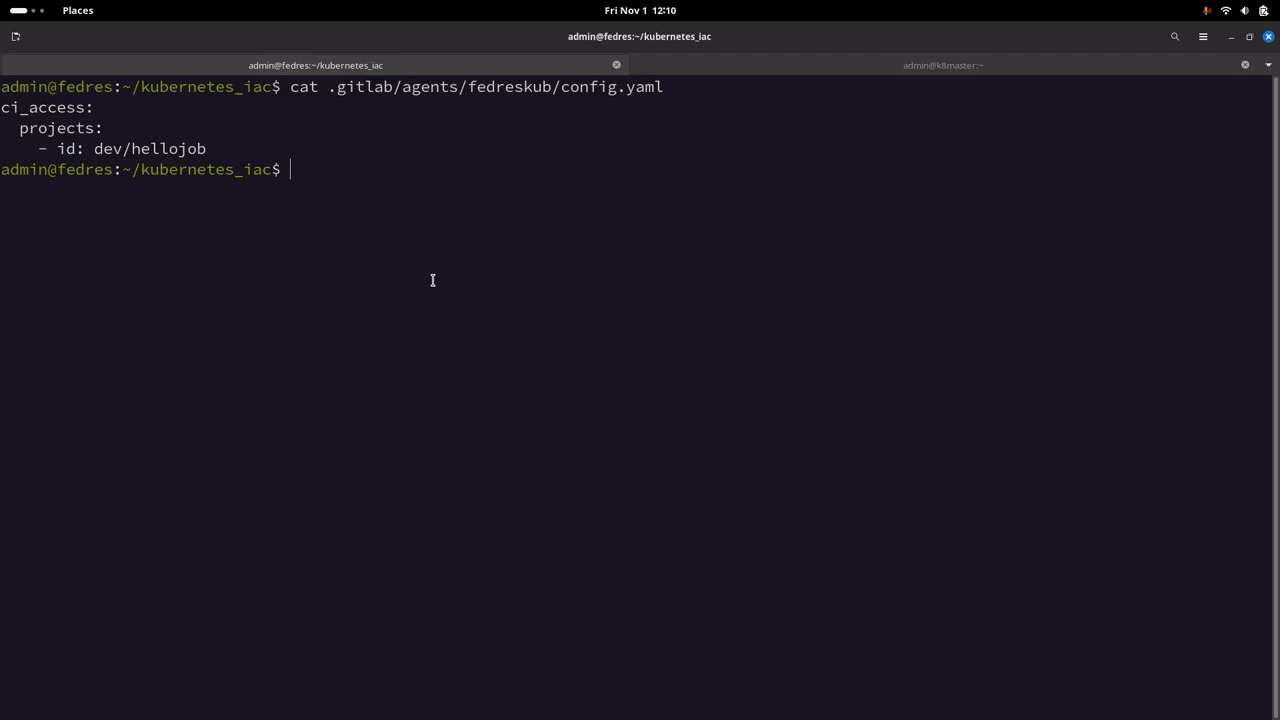 Places
Fri Nov 1 12:10
admin@fedres:~/kubernetes_iac
admin@fedres:~/kubernetes_iac
admin@k8master:~
admin@fedres:~/kubernetes_iac$ cat .gitlab/agents/fedreskub/config.yaml
ci_access:
  projects:
    - id: dev/hellojob
admin@fedres:~/kubernetes_iac$